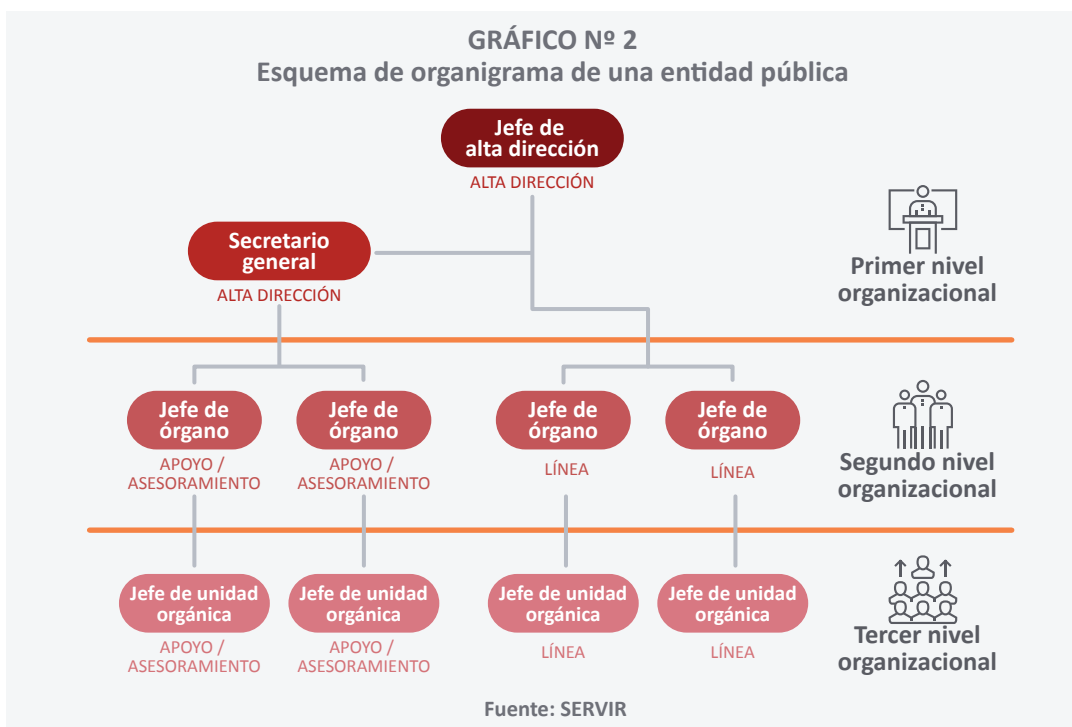 GRÁFICO Nº 2
Esquema de organigrama de una entidad pública
Jefe de
alta dirección
ALTA DIRECCIÓN
Secretario
general
ALTA DIRECCIÓN
Primer nivel
organizacional
Jefe de
órgano
APOYO /
ASESORAMIENTO
Jefe de
órgano
APOYO /
ASESORAMIENTO
Jefe de
órgano
LÍNEA
Jefe de
órgano
LÍNEA
Segundo nivel
organizacional
Jefe de unidad
orgánica
APOYO /
ASESORAMIENTO
Jefe de unidad
orgánica
APOYO /
ASESORAMIENTO
Jefe de unidad
orgánica
LÍNEA
Jefe de unidad
orgánica
LÍNEA
Tercer nivel
organizacional
Fuente: SERVIR